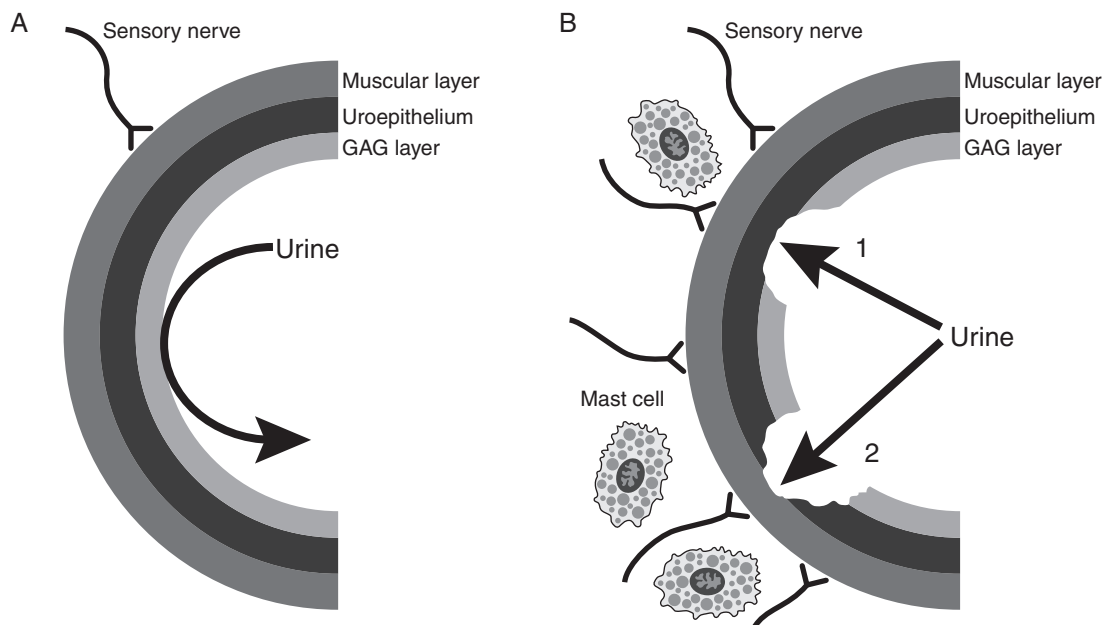 A
Sensory nerve
Muscular layer
Uroepithelium
GAG layer
Urine
B
Sensory nerve
Muscular layer
Uroepithelium
GAG layer
1
Urine
Mast cell
2